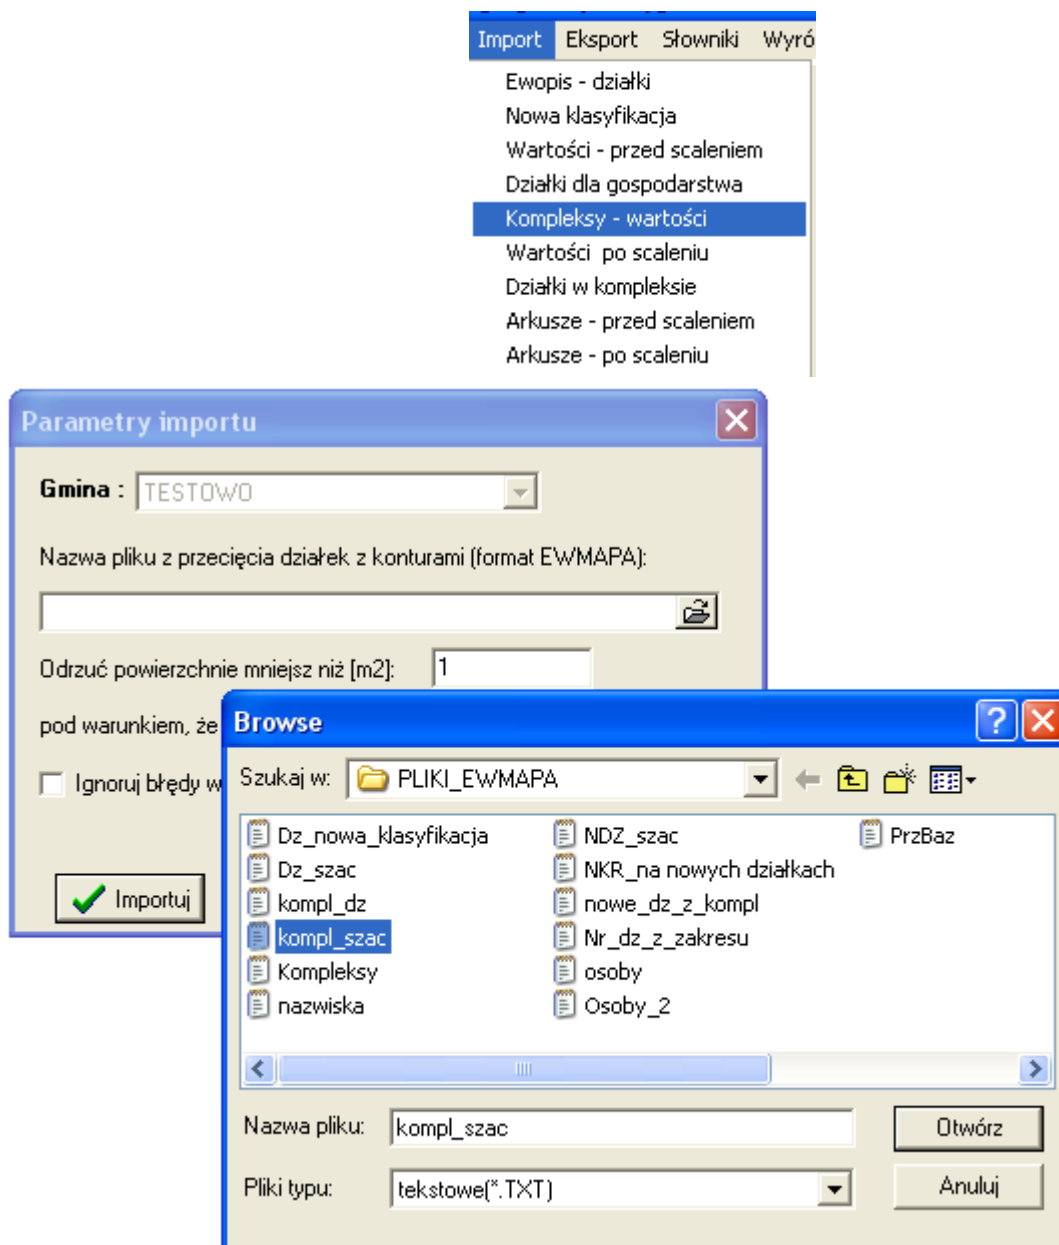 Import Eksport Słowniki Wyró
Ewopis - działki
Nowa klasyfikacja
Wartości - przed scaleniem
Działki dla gospodarstwa
Kompleksy - wartości
Wartości po scaleniu
Działki w kompleksie
Arkusze - przed scaleniem
Arkusze - po scaleniu
Parametry importu
Gmina : TESTOWO
Nazwa pliku z przecięcia działek z konturami (format EWMAPA):
Odrzuć powierzchnie mniejsz niż [m2]: 1
pod warunkiem, że
Ignoruj błędy w
Importuj
Browse
Szukaj w: PLIKI_EWMAPA
Dz_nowa_klasyfikacja NDZ_szac PrzBaz
Dz_szac NKR_na nowych działkach
kompl_dz nowe_dz_z_kompl
kompl_szac Nr_dz_z_zakresu
Kompleksy osoby
nazwiska Osoby_2
Nazwa pliku: kompl_szac Otwórz
Pliki typu: tekstowe(*.TXT) Anuluj